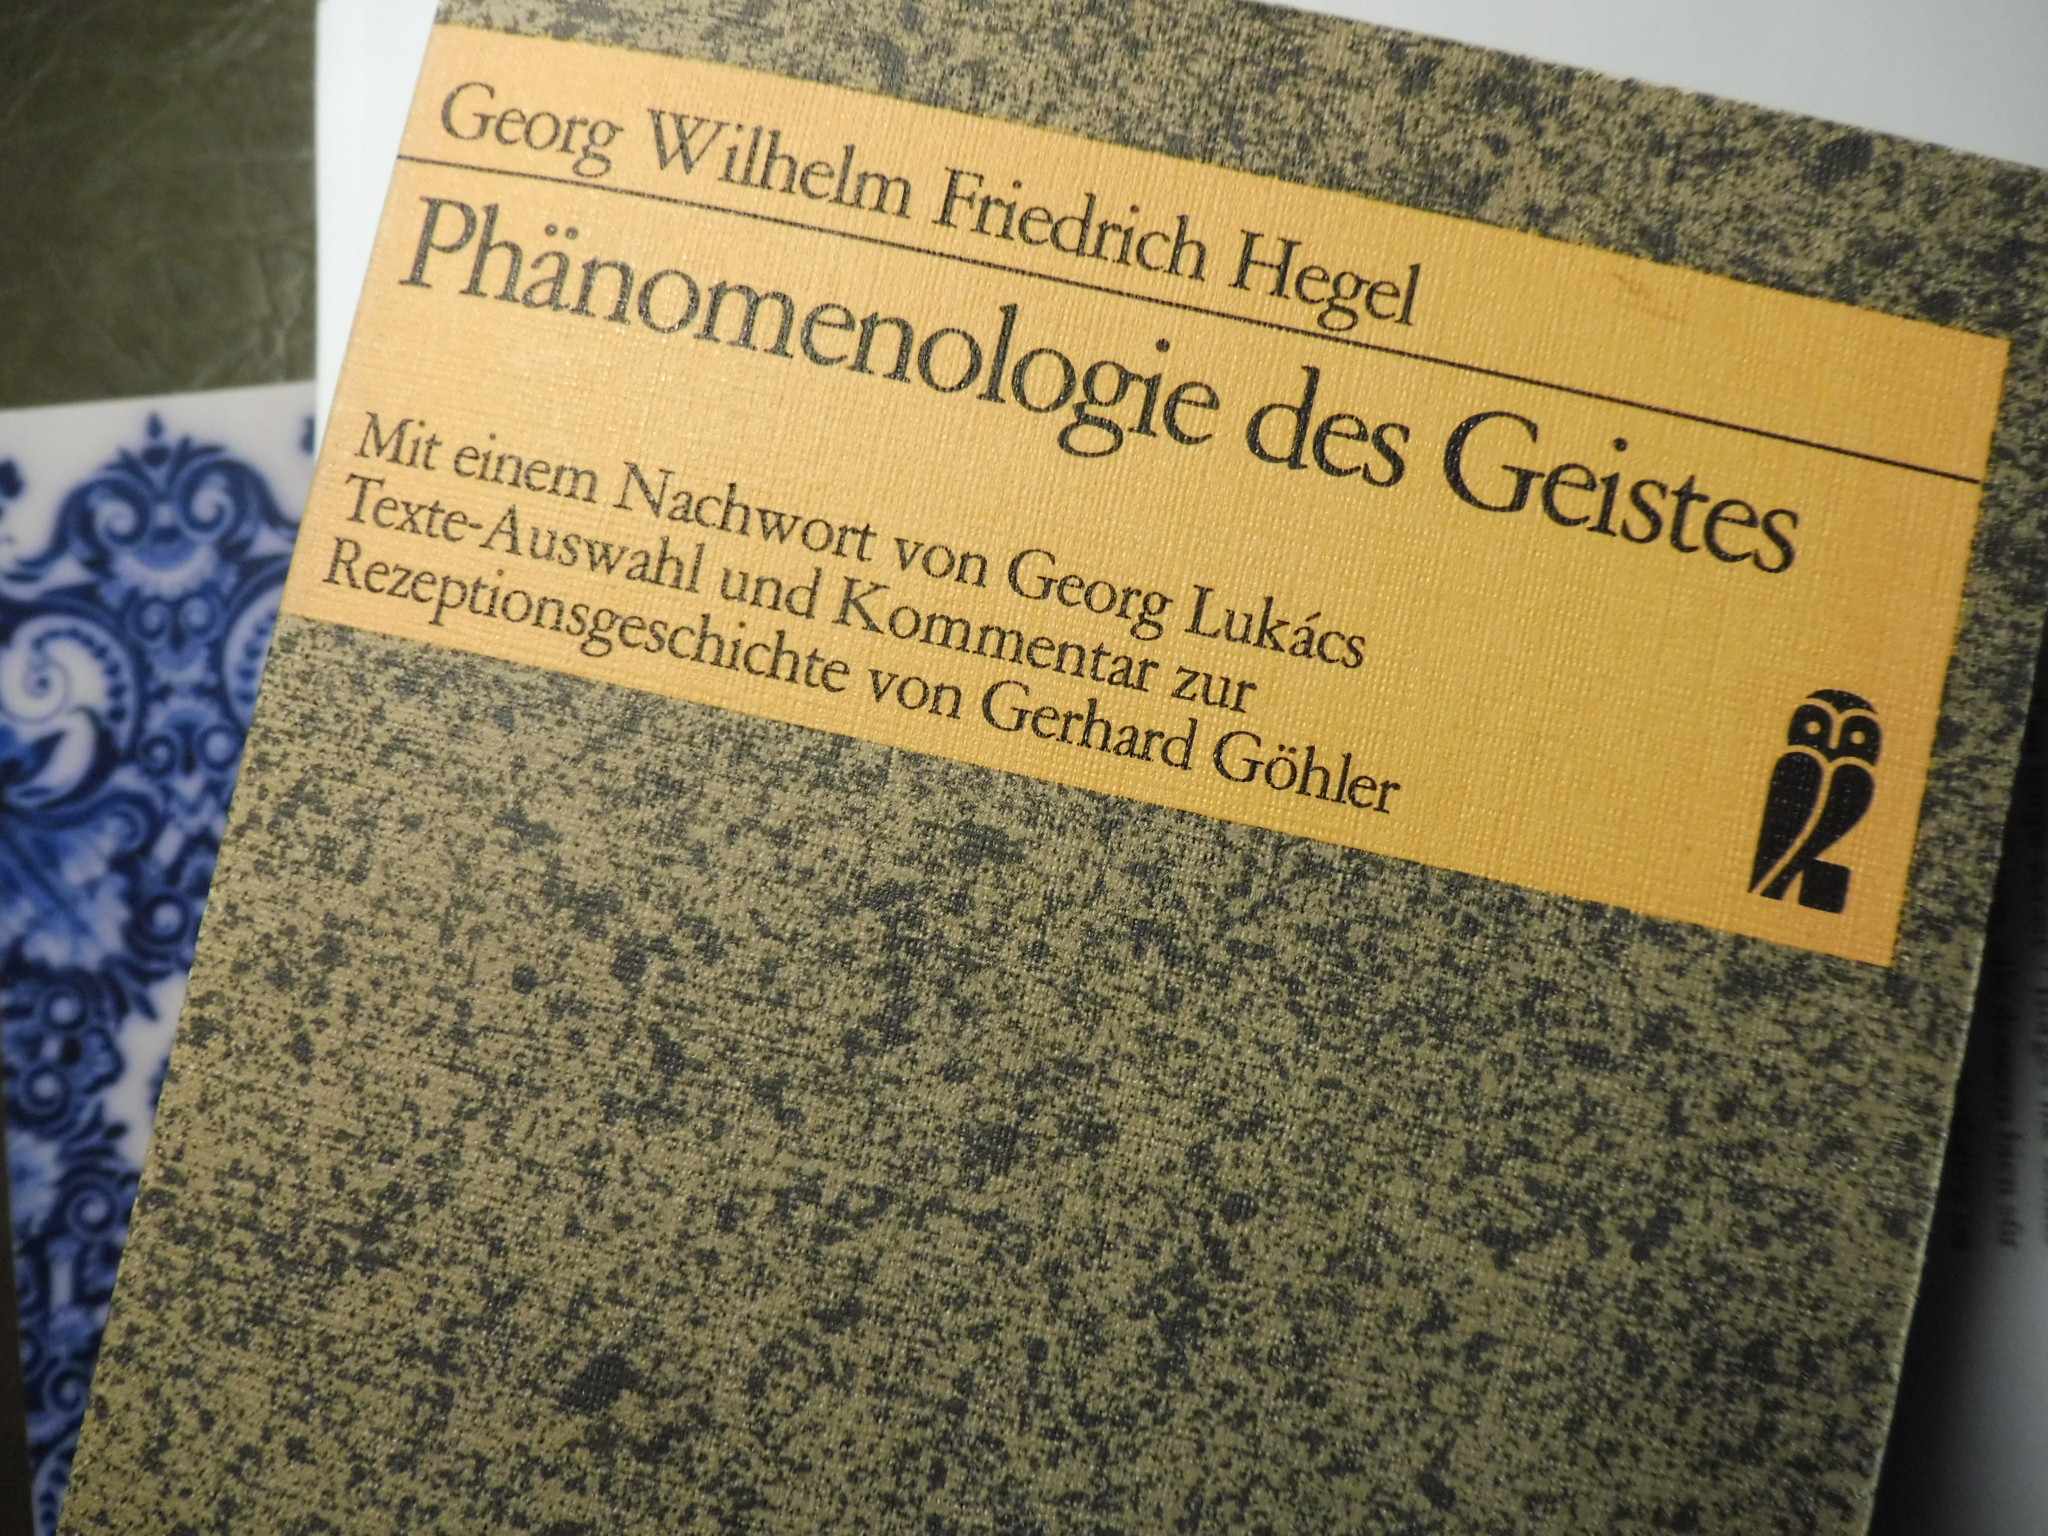 Georg Wilhelm Friedrich Hegel
Phänomenologie des Geistes
Mit einem Nachwort von Georg Lukács
Texte-Auswahl und Kommentar zur
Rezeptionsgeschichte von Gerhard Göhler